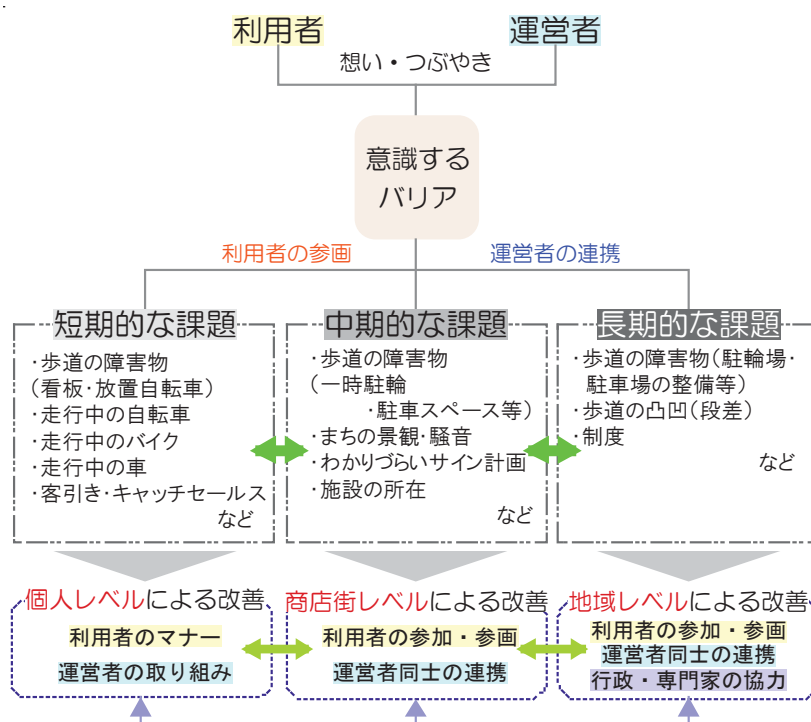 利用者
運営者
想い・つぶやき
意識する
バリア
利用者の参画
運営者の連携
短期的な課題
・歩道の障害物
(看板・放置自転車)
・走行中の自転車
・走行中のバイク
・走行中の車
・客引き・キャッチセールス
など
中期的な課題
・歩道の障害物
(一時駐輪
・駐車スペース等)
・まちの景観・騒音
・わかりづらいサイン計画
・施設の所在
など
長期的な課題
・歩道の障害物(駐輪場・
駐車場の整備等)
・歩道の凸凹(段差)
・制度
など
個人レベルによる改善
利用者のマナー
運営者の取り組み
商店街レベルによる改善
利用者の参加・参画
運営者同士の連携
地域レベルによる改善
利用者の参加・参画
運営者同士の連携
行政・専門家の協力